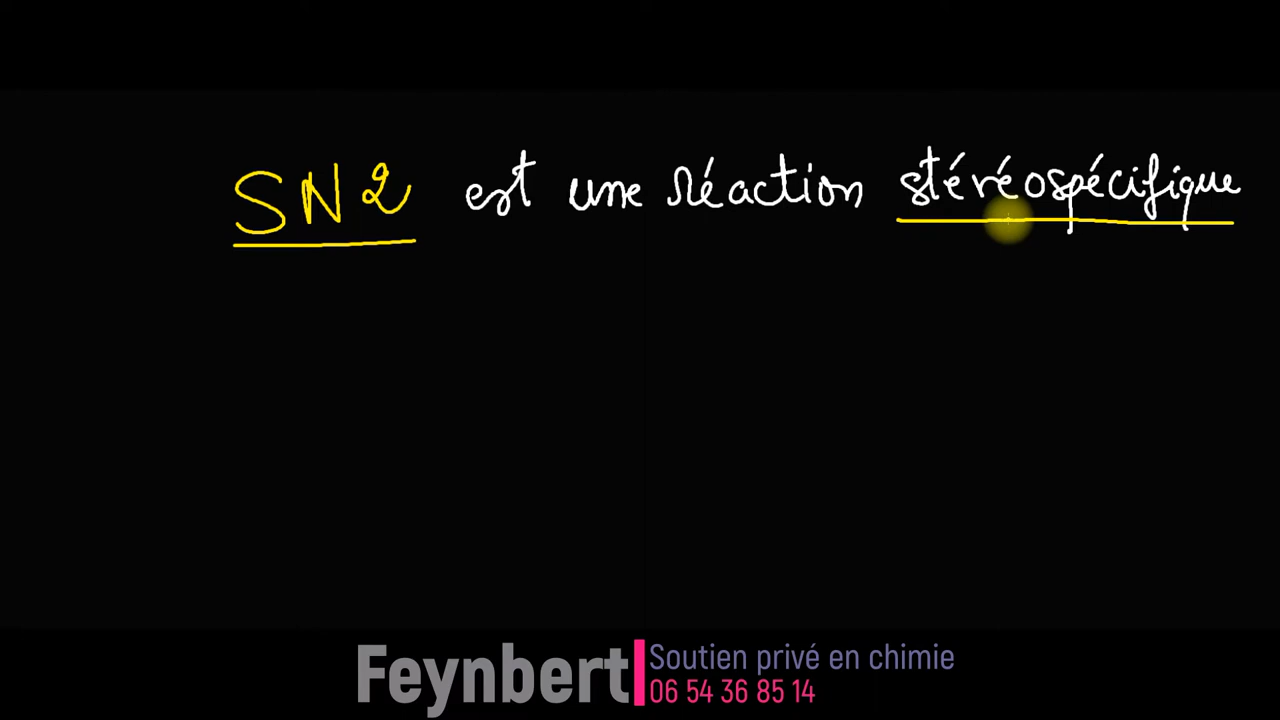 SN2 est une réaction stéréospécifique
Feynbert
Soutien privé en chimie
06 54 36 85 14